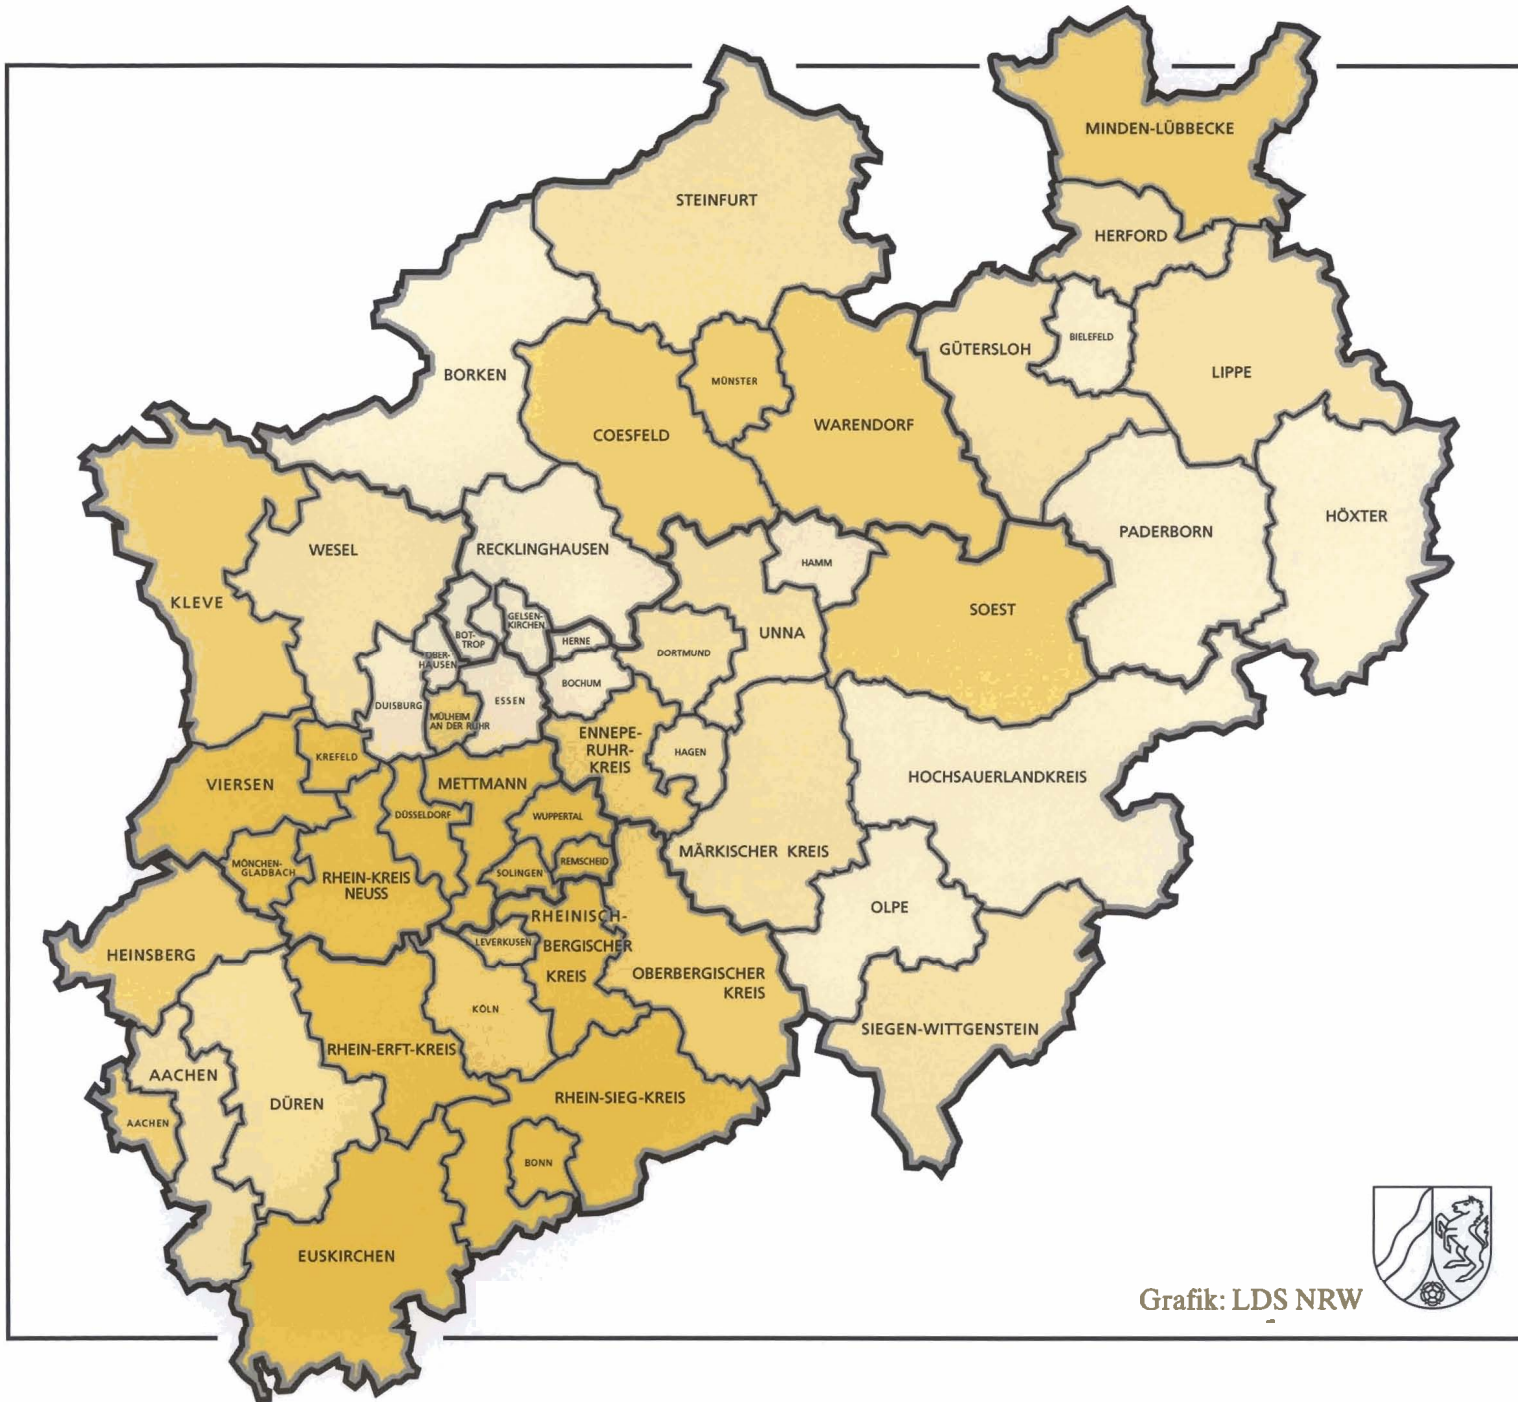 MINDEN-LÜBBECKE
STEINFURT
HERFORD
BIELEFELD
GÜTERSLOH
LIPPE
BORKEN
MÜNSTER
COESFELD
WARENDORF
HÖXTER
PADERBORN
WESEL
RECKLINGHAUSEN
HAMM
KLEVE
SOEST
GELSEN-
KIRCHEN
BOT-
TROP
HERNE
UNNA
DORTMUND
OBER-
HAUSEN
BOCHUM
DUISBURG
ESSEN
MÜLHEIM
AN DER RUHR
ENNEPE-
RUHR-
KREIS
HAGEN
KREFELD
HOCHSAUERLANDKREIS
VIERSEN
METTMANN
DÜSSELDORF
WUPPERTAL
MÄRKISCHER KREIS
MÖNCHEN-
GLADBACH
REMSCHEID
SOLINGEN
RHEIN-KREIS
NEUSS
OLPE
RHEINISCH-
BERGISCHER
KREIS
LEVERKUSEN
HEINSBERG
OBERBERGISCHER
KREIS
KÖLN
SIEGEN-WITTGENSTEIN
RHEIN-ERFT-KREIS
AACHEN
DÜREN
RHEIN-SIEG-KREIS
AACHEN
BONN
EUSKIRCHEN
Grafik: LDS NRW